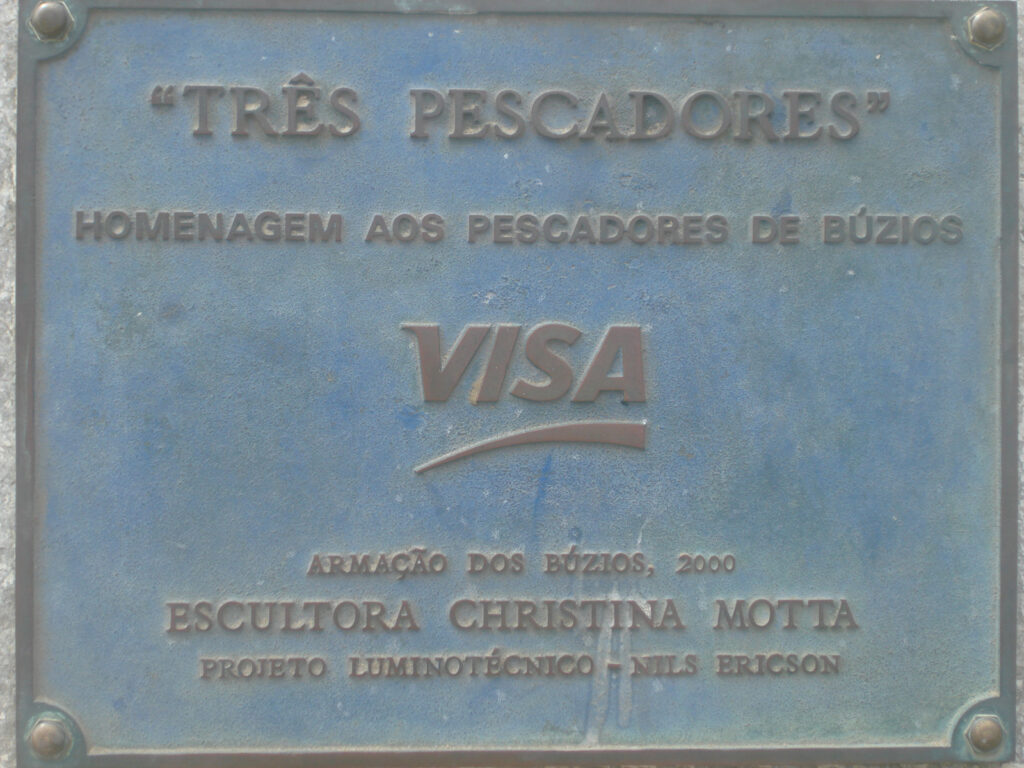 “TRÊS PESCADORES”
HOMENAGEM AOS PESCADORES DE BÚZIOS
VISA
ARMAÇÃO DOS BÚZIOS, 2000
ESCULTORA CHRISTINA MOTTA
PROJETO LUMINOTÉCNICO - NILS ERICSON